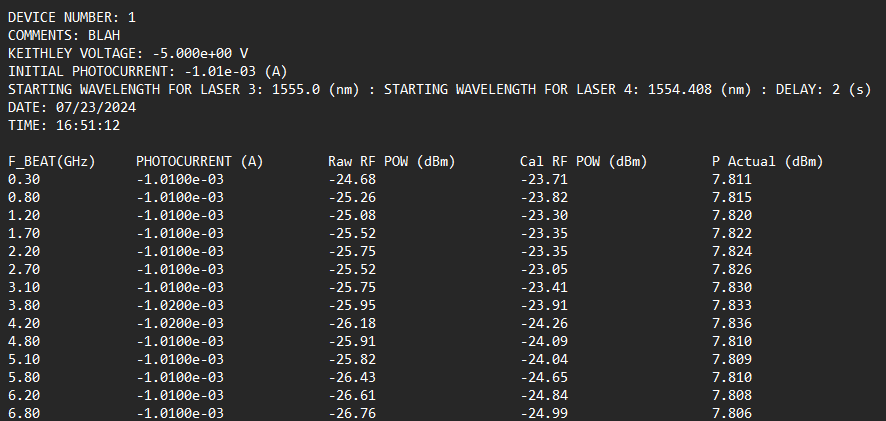 DEVICE NUMBER: 1
COMMENTS: BLAH
KEITHLEY VOLTAGE: -5.000e+00 V
INITIAL PHOTOCURRENT: -1.01e-03 (A)
STARTING WAVELENGTH FOR LASER 3: 1555.0 (nm) : STARTING WAVELENGTH FOR LASER 4: 1554.408 (nm) : DELAY: 2 (s)
DATE: 07/23/2024
TIME: 16:51:12

F_BEAT(GHz) PHOTOCURRENT (A) Raw RF POW (dBm) Cal RF POW (dBm) P Actual (dBm)
0.30 -1.0100e-03 -24.68 -23.71 7.811
0.80 -1.0100e-03 -25.26 -23.82 7.815
1.20 -1.0100e-03 -25.08 -23.30 7.820
1.70 -1.0100e-03 -25.52 -23.35 7.822
2.20 -1.0100e-03 -25.75 -23.35 7.824
2.70 -1.0100e-03 -25.52 -23.05 7.826
3.10 -1.0100e-03 -25.75 -23.41 7.830
3.80 -1.0200e-03 -25.95 -23.91 7.833
4.20 -1.0200e-03 -26.18 -24.26 7.836
4.80 -1.0100e-03 -25.91 -24.09 7.810
5.10 -1.0100e-03 -25.82 -24.04 7.809
5.80 -1.0100e-03 -26.43 -24.65 7.810
6.20 -1.0100e-03 -26.61 -24.84 7.808
6.80 -1.0100e-03 -26.76 -24.99 7.806